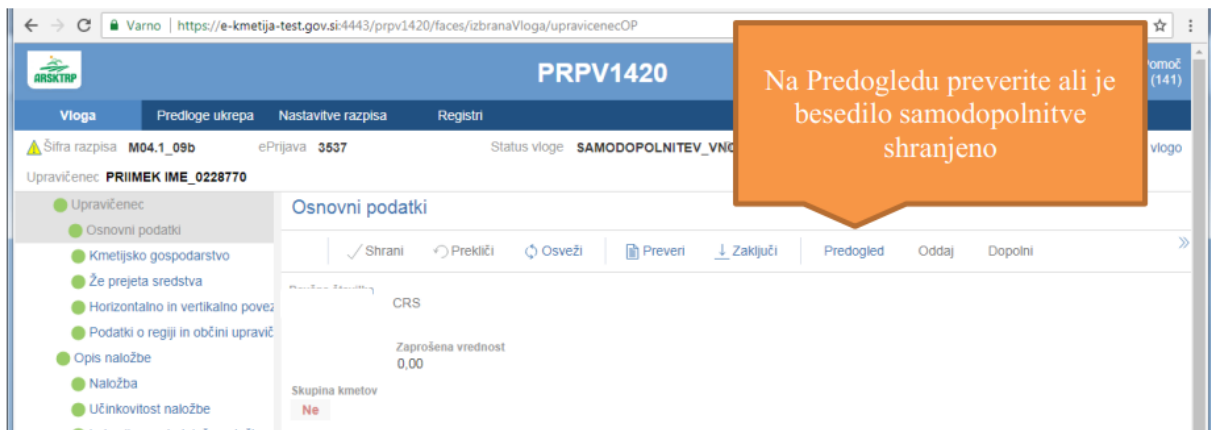 Varno | https://e-kmetija-test.gov.si:4443/prpv1420/faces/izbranaVloga/upravicenecOP
ARSKTRP
PRPV1420
(141)
Na Predogledu preverite ali je
besedilo samodopolnitve
shranjeno
Vloga Predloge ukrepa Nastavitve razpisa Registri
Šifra razpisa M04.1_09b ePrijava 3537 Status vloge SAMODOPOLNITEV_VNO vlogo
Upravičenec PRIIMEK IME_0228770
Upravičenec
Osnovni podatki
Kmetijsko gospodarstvo
Že prejeta sredstva
Horizontalno in vertikalno povez
Podatki o regiji in občini upravič
Opis naložbe
Naložba
Učinkovitost naložbe
Osnovni podatki
Shrani Prekliči Osveži Preveri Zaključi Predogled Oddaj Dopolni
CRS
Zaprošena vrednost
0,00
Skupina kmetov
Ne